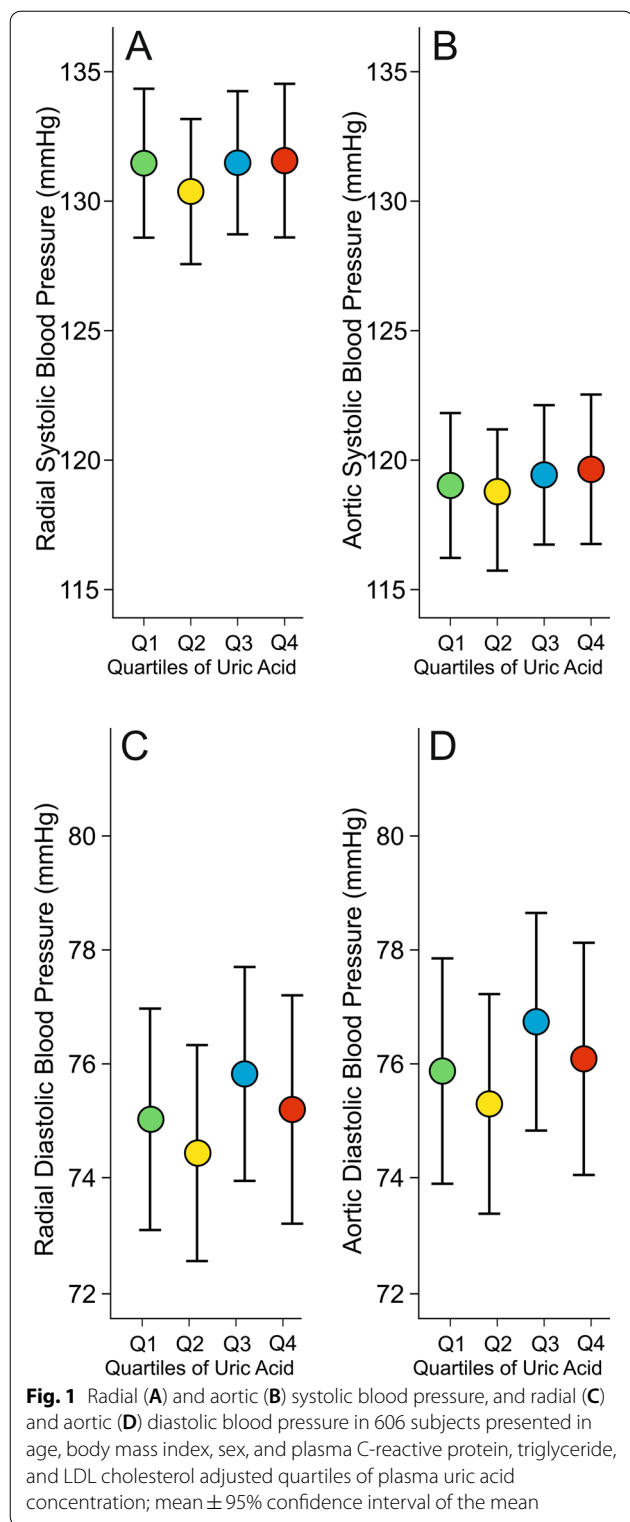 A
Radial Systolic Blood Pressure (mmHg)
135
130
125
120
115
Q1 Q2 Q3 Q4
Quartiles of Uric Acid
B
Aortic Systolic Blood Pressure (mmHg)
135
130
125
120
115
Q1 Q2 Q3 Q4
Quartiles of Uric Acid
C
Radial Diastolic Blood Pressure (mmHg)
80
78
76
74
72
Q1 Q2 Q3 Q4
Quartiles of Uric Acid
D
Aortic Diastolic Blood Pressure (mmHg)
80
78
76
74
72
Q1 Q2 Q3 Q4
Quartiles of Uric Acid
Fig. 1 Radial (A) and aortic (B) systolic blood pressure, and radial (C)
and aortic (D) diastolic blood pressure in 606 subjects presented in
age, body mass index, sex, and plasma C-reactive protein, triglyceride,
and LDL cholesterol adjusted quartiles of plasma uric acid
concentration; mean ± 95% confidence interval of the mean